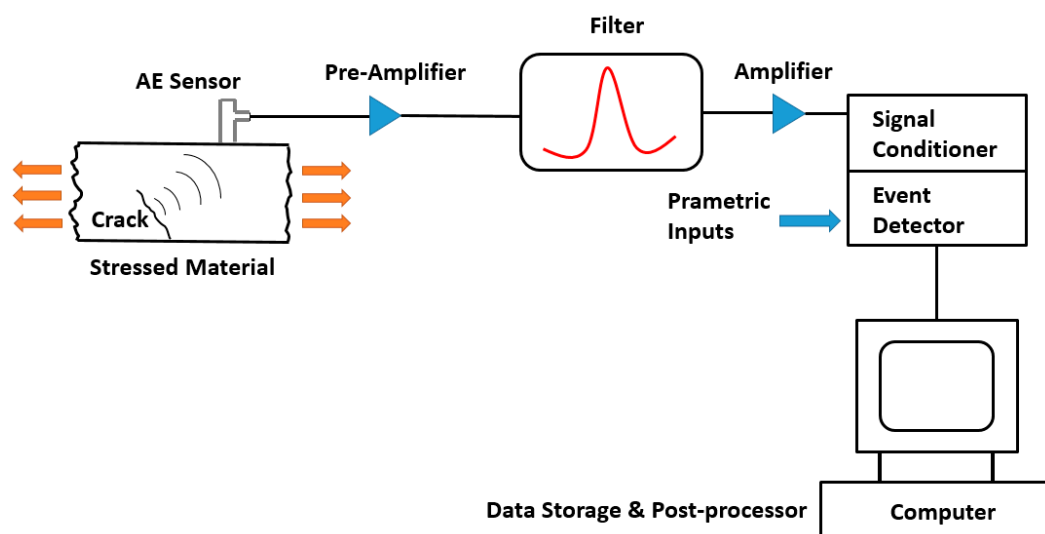 Filter
Pre-Amplifier
Amplifier
AE Sensor
Signal
Conditioner
Crack
Prametric
Inputs
Event
Detector
Stressed Material
Data Storage & Post-processor
Computer